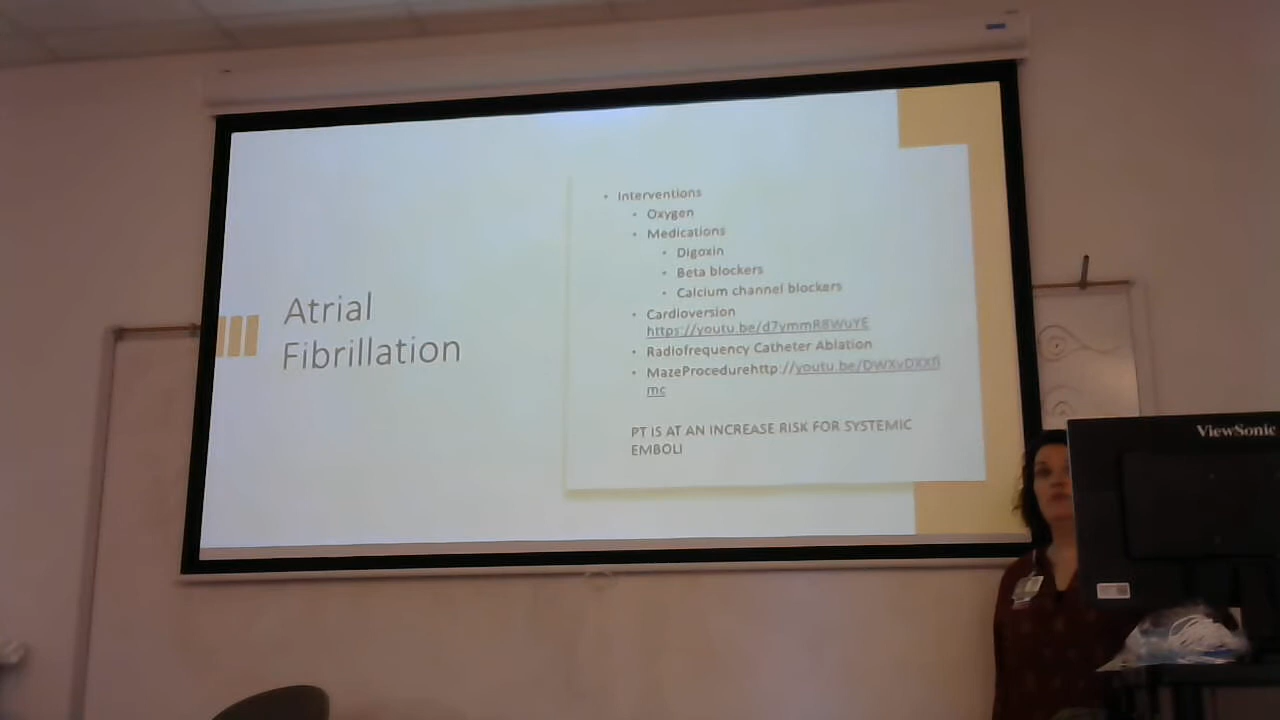 Atrial
Fibrillation
Interventions
Oxygen
Medications
Digoxin
Beta blockers
Calcium channel blockers
Cardioversion
https://youtu.be/d7ymmR8WuYE
Radiofrequency Catheter Ablation
MazeProcedurehttp://youtu.be/
mc
PT IS AT AN INCREASE RISK FOR SYSTEMIC
EMBOLI
ViewSonic